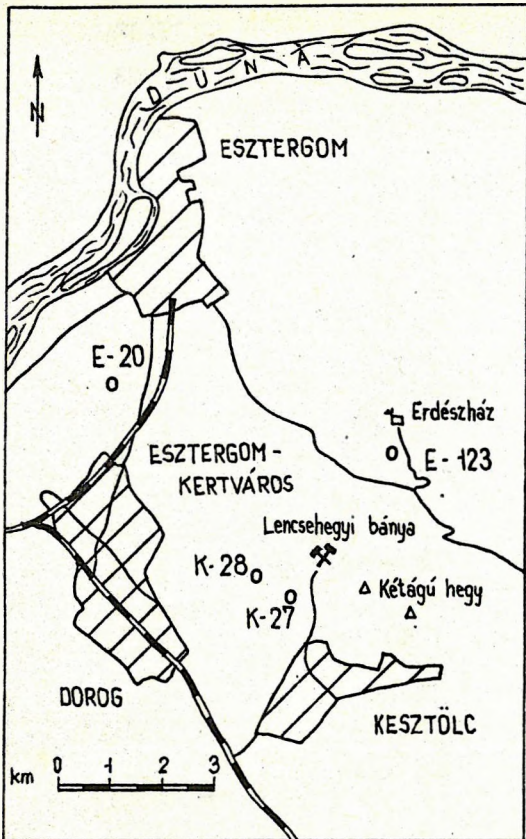 DUNA
N
ESZTERGOM
E-20
Erdészház
E-123
ESZTERGOM-
KERTVÁROS
Lencsehegyi bánya
K-28
Kétágú hegy
K-27
DOROG
KESZTÖLC
km 0 1 2 3